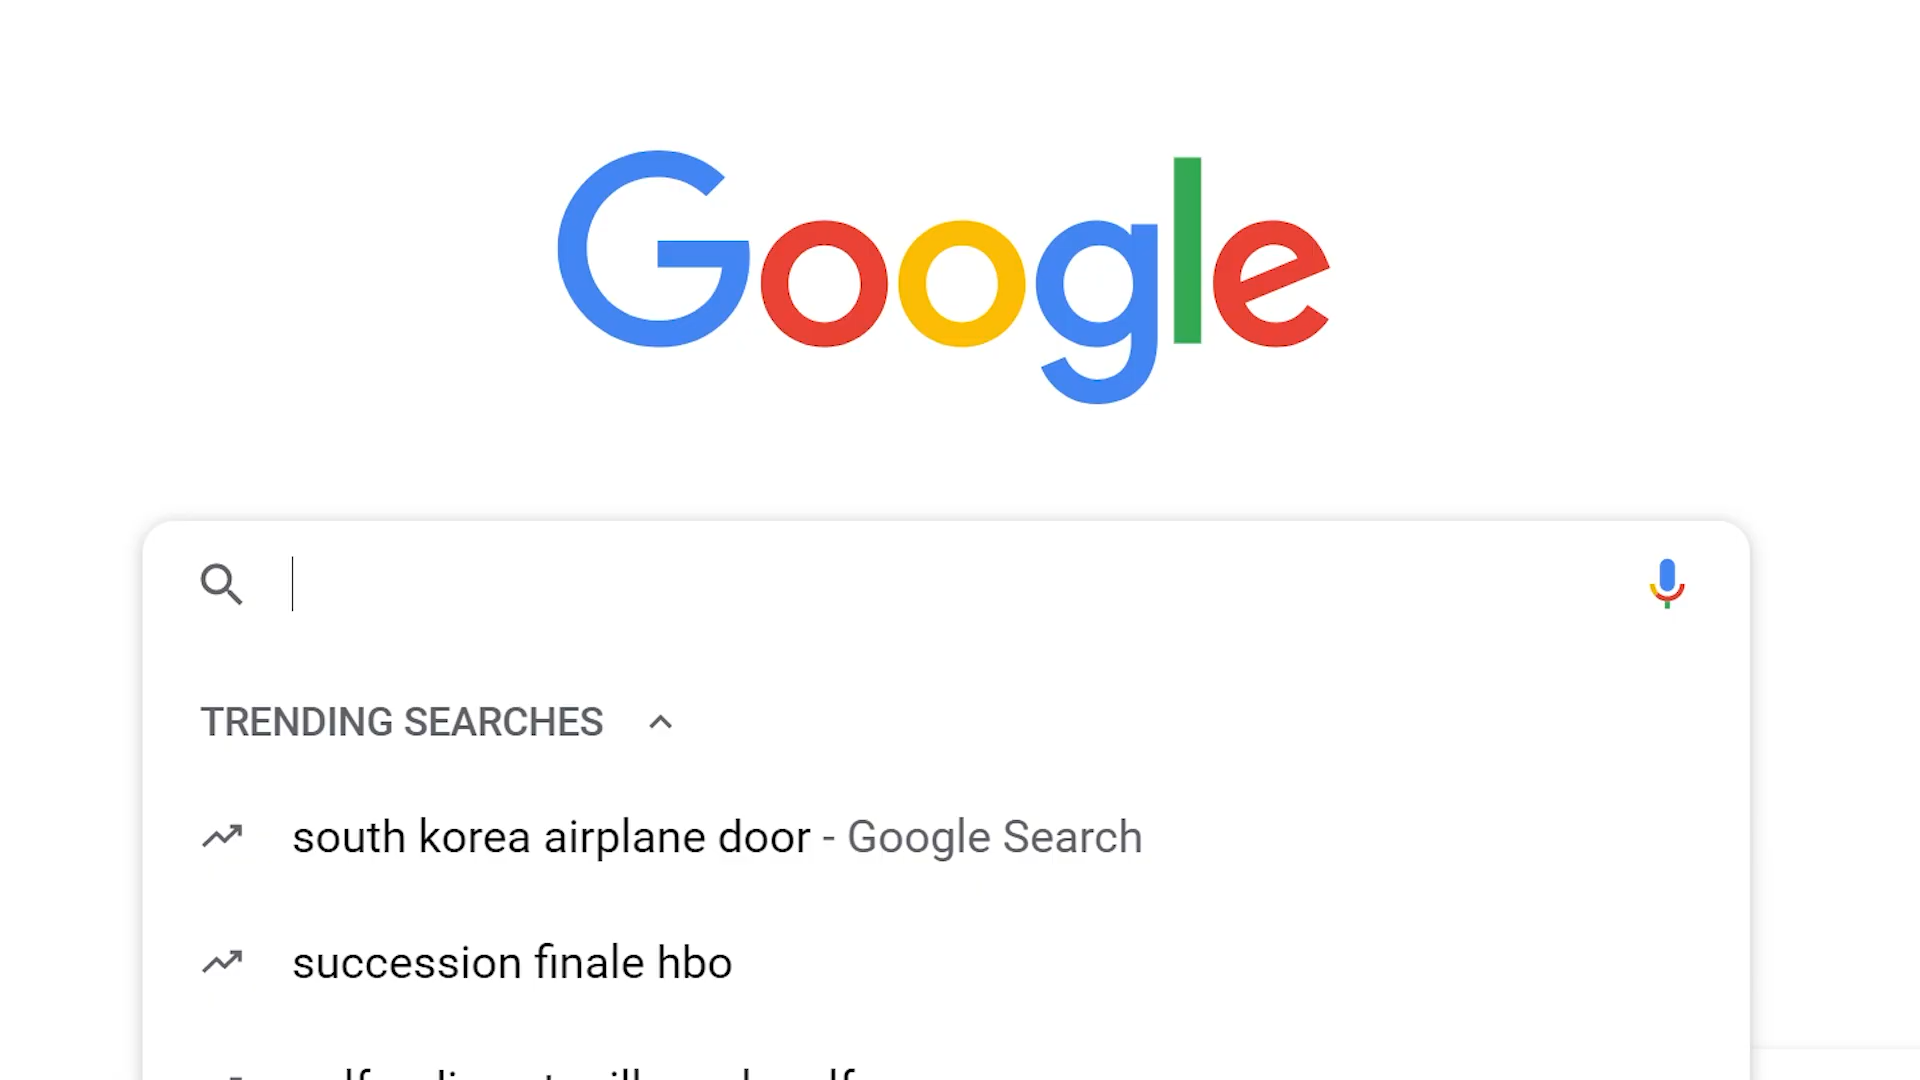 Google
TRENDING SEARCHES
south korea airplane door - Google Search
succession finale hbo